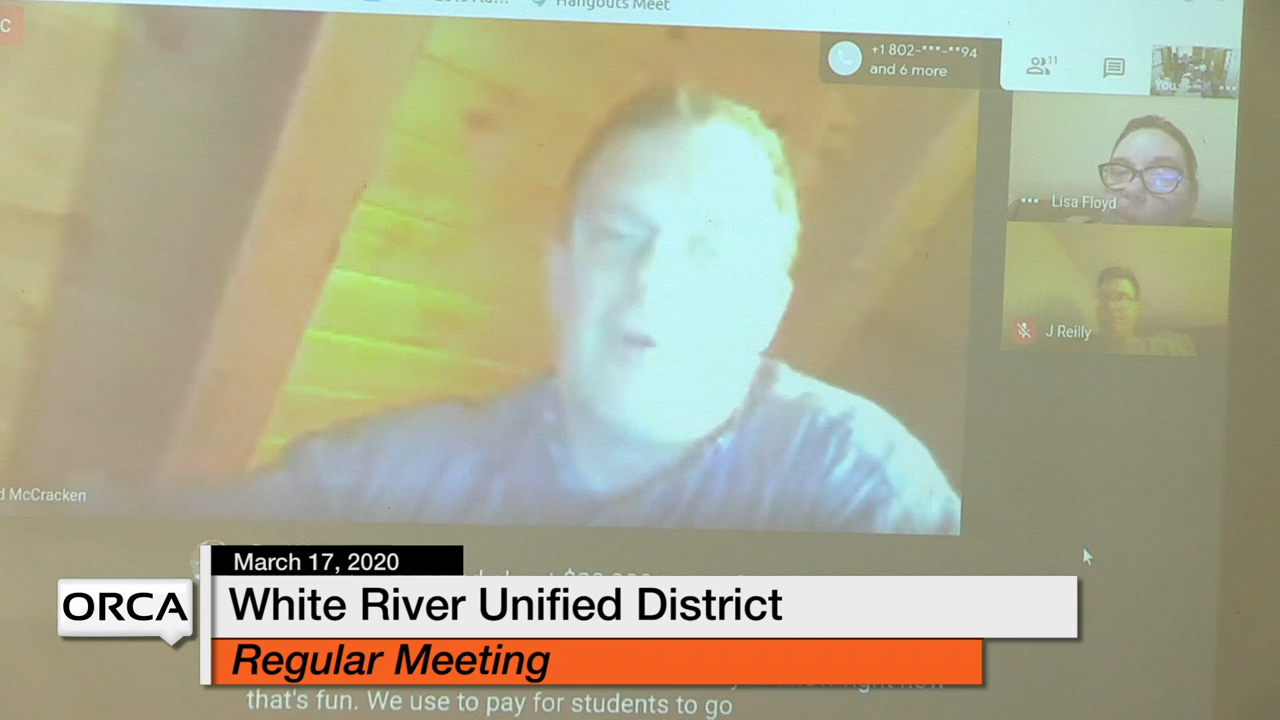 Hangouts Meet
C
+1 802-***-**94
and 6 more
11
You
Lisa Floyd
J Reilly
d McCracken
March 17, 2020
ORCA
White River Unified District
Regular Meeting
that's fun. We use to pay for students to go